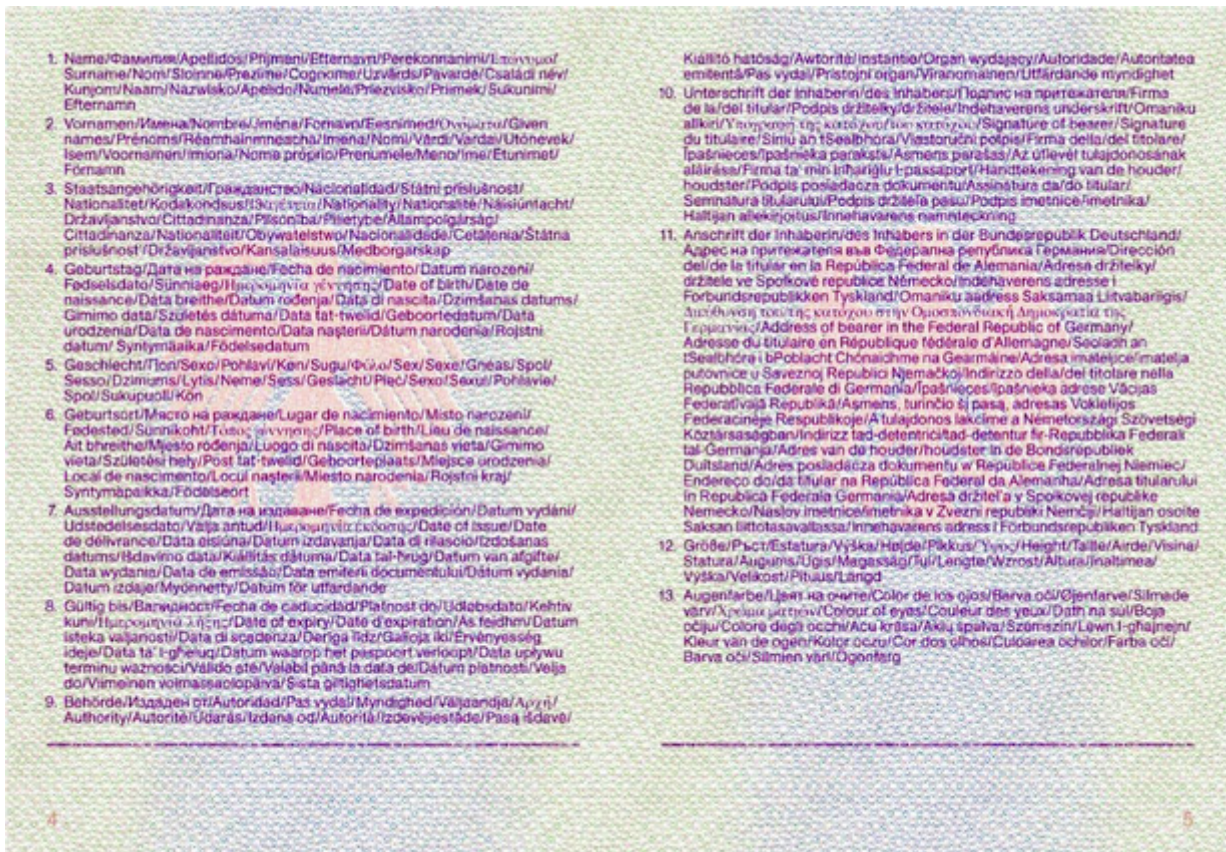 1. Name/Фамилия/Apellidos/Příjmení/Efternavn/Perekonnanimi/Επώνυμο/
Surname/Nom/Sloinne/Prezime/Cognome/Uzvārds/Pavardė/Családi név/
Kunjom/Naam/Nazwisko/Apelido/Numele/Priezvisko/Priimek/Sukunimi/
Efternamn
2. Vornamen/Имена/Nombre/Jména/Fornavn/Eesnimed/Ονόματα/Given
names/Prénoms/Réamhainmneacha/Imena/Nomi/Vārdi/Vardai/Utónevek/
Isem/Voornamen/Imiona/Nome próprio/Prenumele/Meno/Ime/Etunimet/
Förnamn
3. Staatsangehörigkeit/Гражданство/Nacionalidad/Státní příslušnost/
Nationalitet/Kodakondsus/Ιθαγένεια/Nationality/Nationalité/Náisiúntacht/
Državljanstvo/Cittadinanza/Pilsonība/Pilietybė/Állampolgárság/
Cittadinanza/Nationaliteit/Obywatelstwo/Nacionalidade/Cetăţenia/Štátna
príslušnosť/Državljanstvo/Kansalaisuus/Medborgarskap
4. Geburtstag/Дата на раждане/Fecha de nacimiento/Datum narození/
Fødselsdato/Sünniaeg/Ημερομηνία γέννησης/Date of birth/Date de
naissance/Dáta breithe/Datum rođenja/Data di nascita/Dzimšanas datums/
Gimimo data/Születés dátuma/Data tat-twelid/Geboortedatum/Data
urodzenia/Data de nascimento/Data naşterii/Dátum narodenia/Rojstni
datum/ Syntymäaika/Födelsedatum
5. Geschlecht/Пол/Sexo/Pohlaví/Køn/Sugu/Φύλο/Sex/Sexe/Gnéas/Spol/
Sesso/Dzimums/Lytis/Neme/Sess/Geslacht/Płeć/Sexo/Sexul/Pohlavie/
Spol/Sukupuoli/Kön
6. Geburtsort/Място на раждане/Lugar de nacimiento/Místo narození/
Fødested/Sünnikoht/Τόπος γέννησης/Place of birth/Lieu de naissance/
Áit bhreithe/Mjesto rođenja/Luogo di nascita/Dzimšanas vieta/Gimimo
vieta/Születési hely/Post tat-twelid/Geboorteplaats/Miejsce urodzenia/
Local de nascimento/Locul naşterii/Miesto narodenia/Rojstni kraj/
Syntymäpaikka/Födelseort
7. Ausstellungsdatum/Дата на издаване/Fecha de expedición/Datum vydání/
Udstedelsesdato/Välja antud/Ημερομηνία έκδοσης/Date of issue/Date
de délivrance/Dáta eisiúna/Datum izdavanja/Data di rilascio/Izdošanas
datums/Išdavimo data/Kiállítás dátuma/Data tal-ħruġ/Datum van afgifte/
Data wydania/Data de emissão/Data emiterii documentului/Dátum vydania/
Datum izdaje/Myönnetty/Datum för utfärdande
8. Gültig bis/Валидност/Fecha de caducidad/Platnost do/Udløbsdato/Kehtiv
kuni/Ημερομηνία λήξης/Date of expiry/Date d'expiration/As feidhm/Datum
isteka valjanosti/Data di scadenza/Derīga līdz/Galioja iki/Érvényesség
ideje/Data ta' l-għeluq/Datum waarop het paspoort verloopt/Data upływu
terminu ważności/Válido até/Valabil până la data de/Dátum platnosti/Velja
do/Viimeinen voimassaolopäivä/Sista giltighetsdatum
9. Behörde/Издаден от/Autoridad/Pas vydal/Myndighed/Väljaandja/Αρχή/
Authority/Autorité/Údarás/Izdana od/Autorità/Izdevējiestāde/Pasą išdavė/
Kiállító hatóság/Awtorità/Instantie/Organ wydający/Autoridade/Autoritatea
emitentă/Pas vydal/Pristojni organ/Viranomainen/Utfärdande myndighet
10. Unterschrift der Inhaberin/des Inhabers/Подпис на притежателя/Firma
de la/del titular/Podpis držitelky/držitele/Indehaverens underskrift/Omaniku
allkiri/Υπογραφή της κατόχου/του κατόχου/Signature of bearer/Signature
du titulaire/Síniú an tSealbhóra/Vlastoručni potpis/Firma della/del titolare/
Īpašnieces/īpašnieka paraksts/Asmens parašas/Az útlevél tulajdonosának
aláírása/Firma ta' min inħariġlu l-passaport/Handtekening van de houder/
houdster/Podpis posiadacza dokumentu/Assinatura da/do titular/
Semnatura titularului/Podpis držiteľa pasu/Podpis imetnice/imetnika/
Haltijan allekirjoitus/Innehavarens namnteckning
11. Anschrift der Inhaberin/des Inhabers in der Bundesrepublik Deutschland/
Адрес на притежателя във Федерална република Германия/Dirección
del/de la titular en la República Federal de Alemania/Adresa držitelky/
držitele ve Spolkové republice Německo/Indehaverens adresse i
Forbundsrepublikken Tyskland/Omaniku aadress Saksamaa Liitvabariigis/
Διεύθυνση του/της κατόχου στην Ομοσπονδιακή Δημοκρατία της
Γερμανίας/Address of bearer in the Federal Republic of Germany/
Adresse du titulaire en République fédérale d'Allemagne/Seoladh an
tSealbhóra i bPoblacht Chónaidhme na Gearmáine/Adresa imateljice/imatelja
putovnice u Saveznoj Republici Njemačkoj/Indirizzo della/del titolare nella
Repubblica Federale di Germania/Īpašnieces/īpašnieka adrese Vācijas
Federatīvajā Republikā/Asmens, turinčio šį pasą, adresas Vokietijos
Federacinėje Respublikoje/A tulajdonos lakcíme a Németországi Szövetségi
Köztársaságban/Indirizz tad-detentriċi/tad-detentur fir-Repubblika Federali
tal-Ġermanja/Adres van de houder/houdster in de Bondsrepubliek
Duitsland/Adres posiadacza dokumentu w Republice Federalnej Niemiec/
Endereço do/da titular na República Federal da Alemanha/Adresa titularului
în Republica Federală Germania/Adresa držiteľa v Spolkovej republike
Nemecko/Naslov imetnice/imetnika v Zvezni republiki Nemčiji/Haltijan osoite
Saksan liittotasavallassa/Innehavarens adress i Förbundsrepubliken Tyskland
12. Größe/Ръст/Estatura/Výška/Højde/Pikkus/Ύψος/Height/Taille/Airde/Visina/
Statura/Augums/Ūgis/Magasság/Tul/Lengte/Wzrost/Altura/Înaltimea/
Výška/Velikost/Pituus/Längd
13. Augenfarbe/Цвят на очите/Color de los ojos/Barva očí/Øjenfarve/Silmade
värv/Χρώμα ματιών/Colour of eyes/Couleur des yeux/Dath na súl/Boja
očiju/Colore degli occhi/Acu krāsa/Akių spalva/Szemszín/Lewn l-għajnejn/
Kleur van de ogen/Kolor oczu/Cor dos olhos/Culoarea ochilor/Farba očí/
Barva oči/Silmien väri/Ögonfärg
4
5